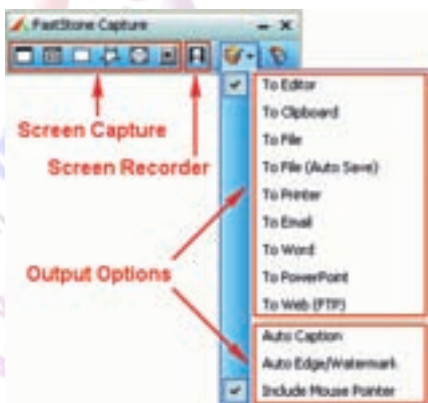 FastStone Capture
Screen Capture
Screen Recorder
Output Options
To Editor
To Clipboard
To File
To File (Auto Save)
To Printer
To Email
To Word
To PowerPoint
To Web (FTP)
Auto Caption
Auto Edge/Watermark
Include Mouse Pointer